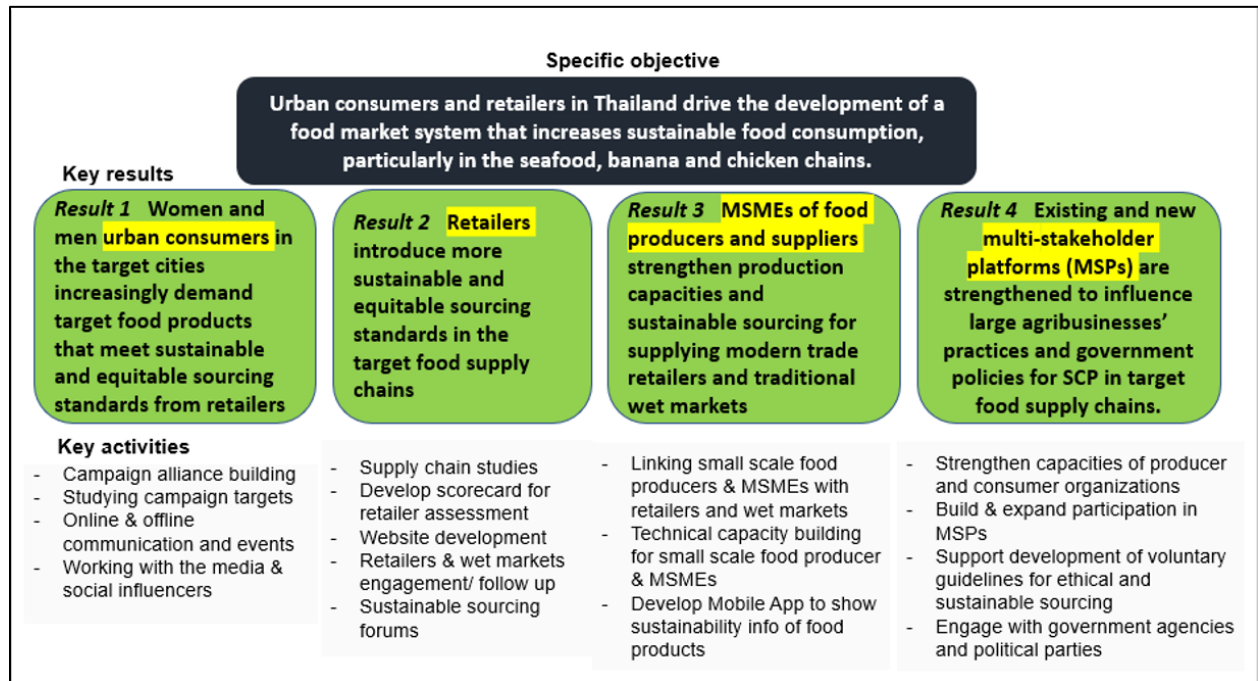 Specific objective
Urban consumers and retailers in Thailand drive the development of a
food market system that increases sustainable food consumption,
particularly in the seafood, banana and chicken chains.
Key results
Result 1 Women and
men urban consumers in
the target cities
increasingly demand
target food products
that meet sustainable
and equitable sourcing
standards from retailers
Result 2 Retailers
introduce more
sustainable and
equitable sourcing
standards in the
target food supply
chains
Result 3 MSMEs of food
producers and suppliers
strengthen production
capacities and
sustainable sourcing for
supplying modern trade
retailers and traditional
wet markets
Result 4 Existing and new
multi-stakeholder
platforms (MSPs) are
strengthened to influence
large agribusinesses’
practices and government
policies for SCP in target
food supply chains.
Key activities
- Campaign alliance building
- Studying campaign targets
- Online & offline
communication and events
- Working with the media &
social influencers
- Supply chain studies
- Develop scorecard for
retailer assessment
- Website development
- Retailers & wet markets
engagement/ follow up
- Sustainable sourcing
forums
- Linking small scale food
producers & MSMEs with
retailers and wet markets
- Technical capacity building
for small scale food producer
& MSMEs
- Develop Mobile App to show
sustainability info of food
products
- Strengthen capacities of producer
and consumer organizations
- Build & expand participation in
MSPs
- Support development of voluntary
guidelines for ethical and
sustainable sourcing
- Engage with government agencies
and political parties